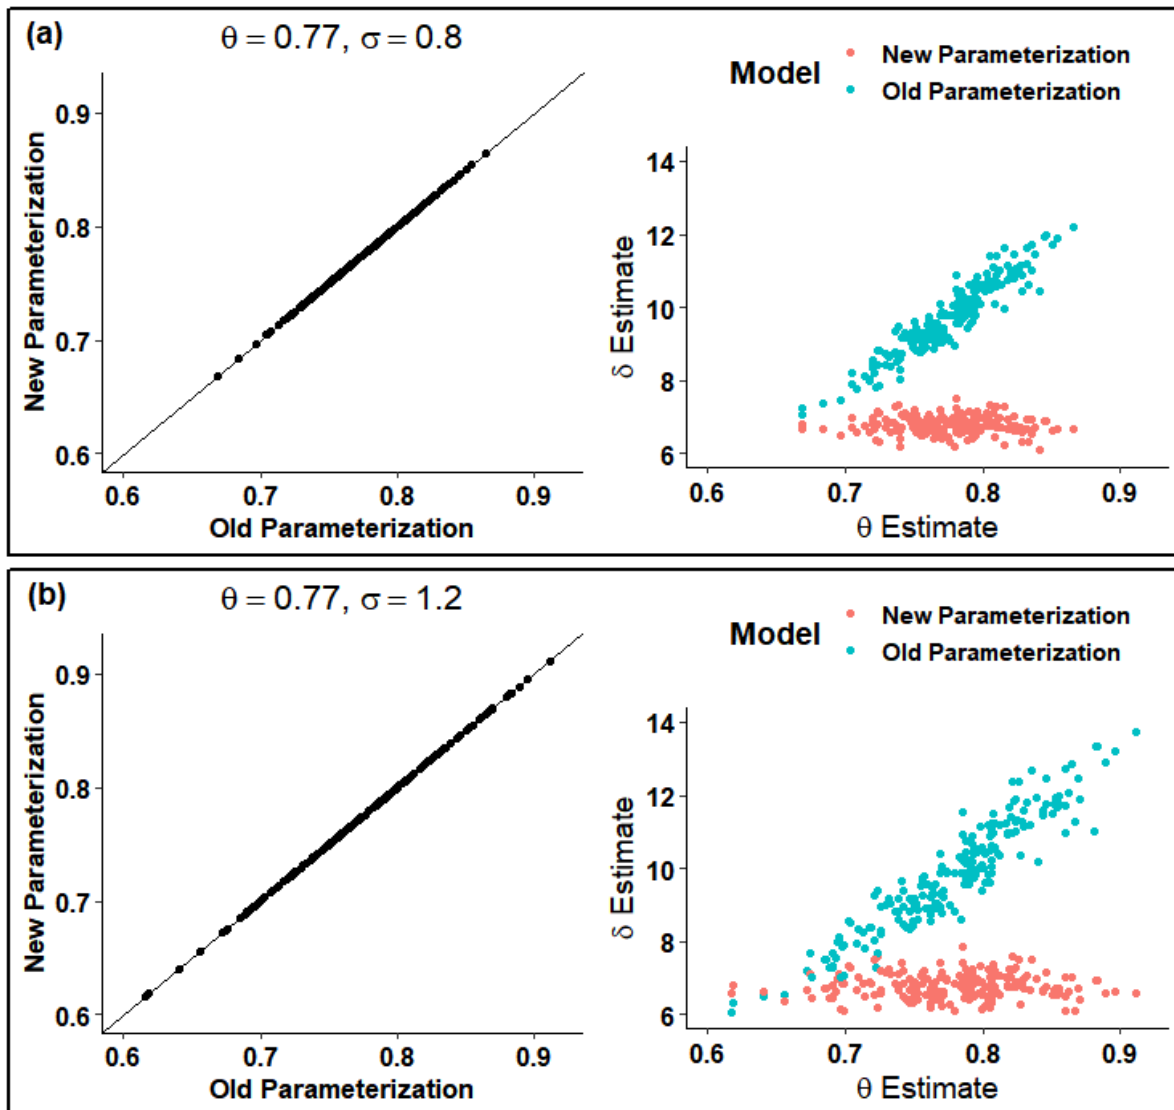 (a)
θ = 0.77, σ = 0.8
New Parameterization
0.9
0.8
0.7
0.6
0.6 0.7 0.8 0.9
Old Parameterization
Model
New Parameterization
Old Parameterization
δ Estimate
14
12
10
8
6
0.6 0.7 0.8 0.9
θ Estimate
(b)
θ = 0.77, σ = 1.2
New Parameterization
0.9
0.8
0.7
0.6
0.6 0.7 0.8 0.9
Old Parameterization
Model
New Parameterization
Old Parameterization
δ Estimate
14
12
10
8
6
0.6 0.7 0.8 0.9
θ Estimate